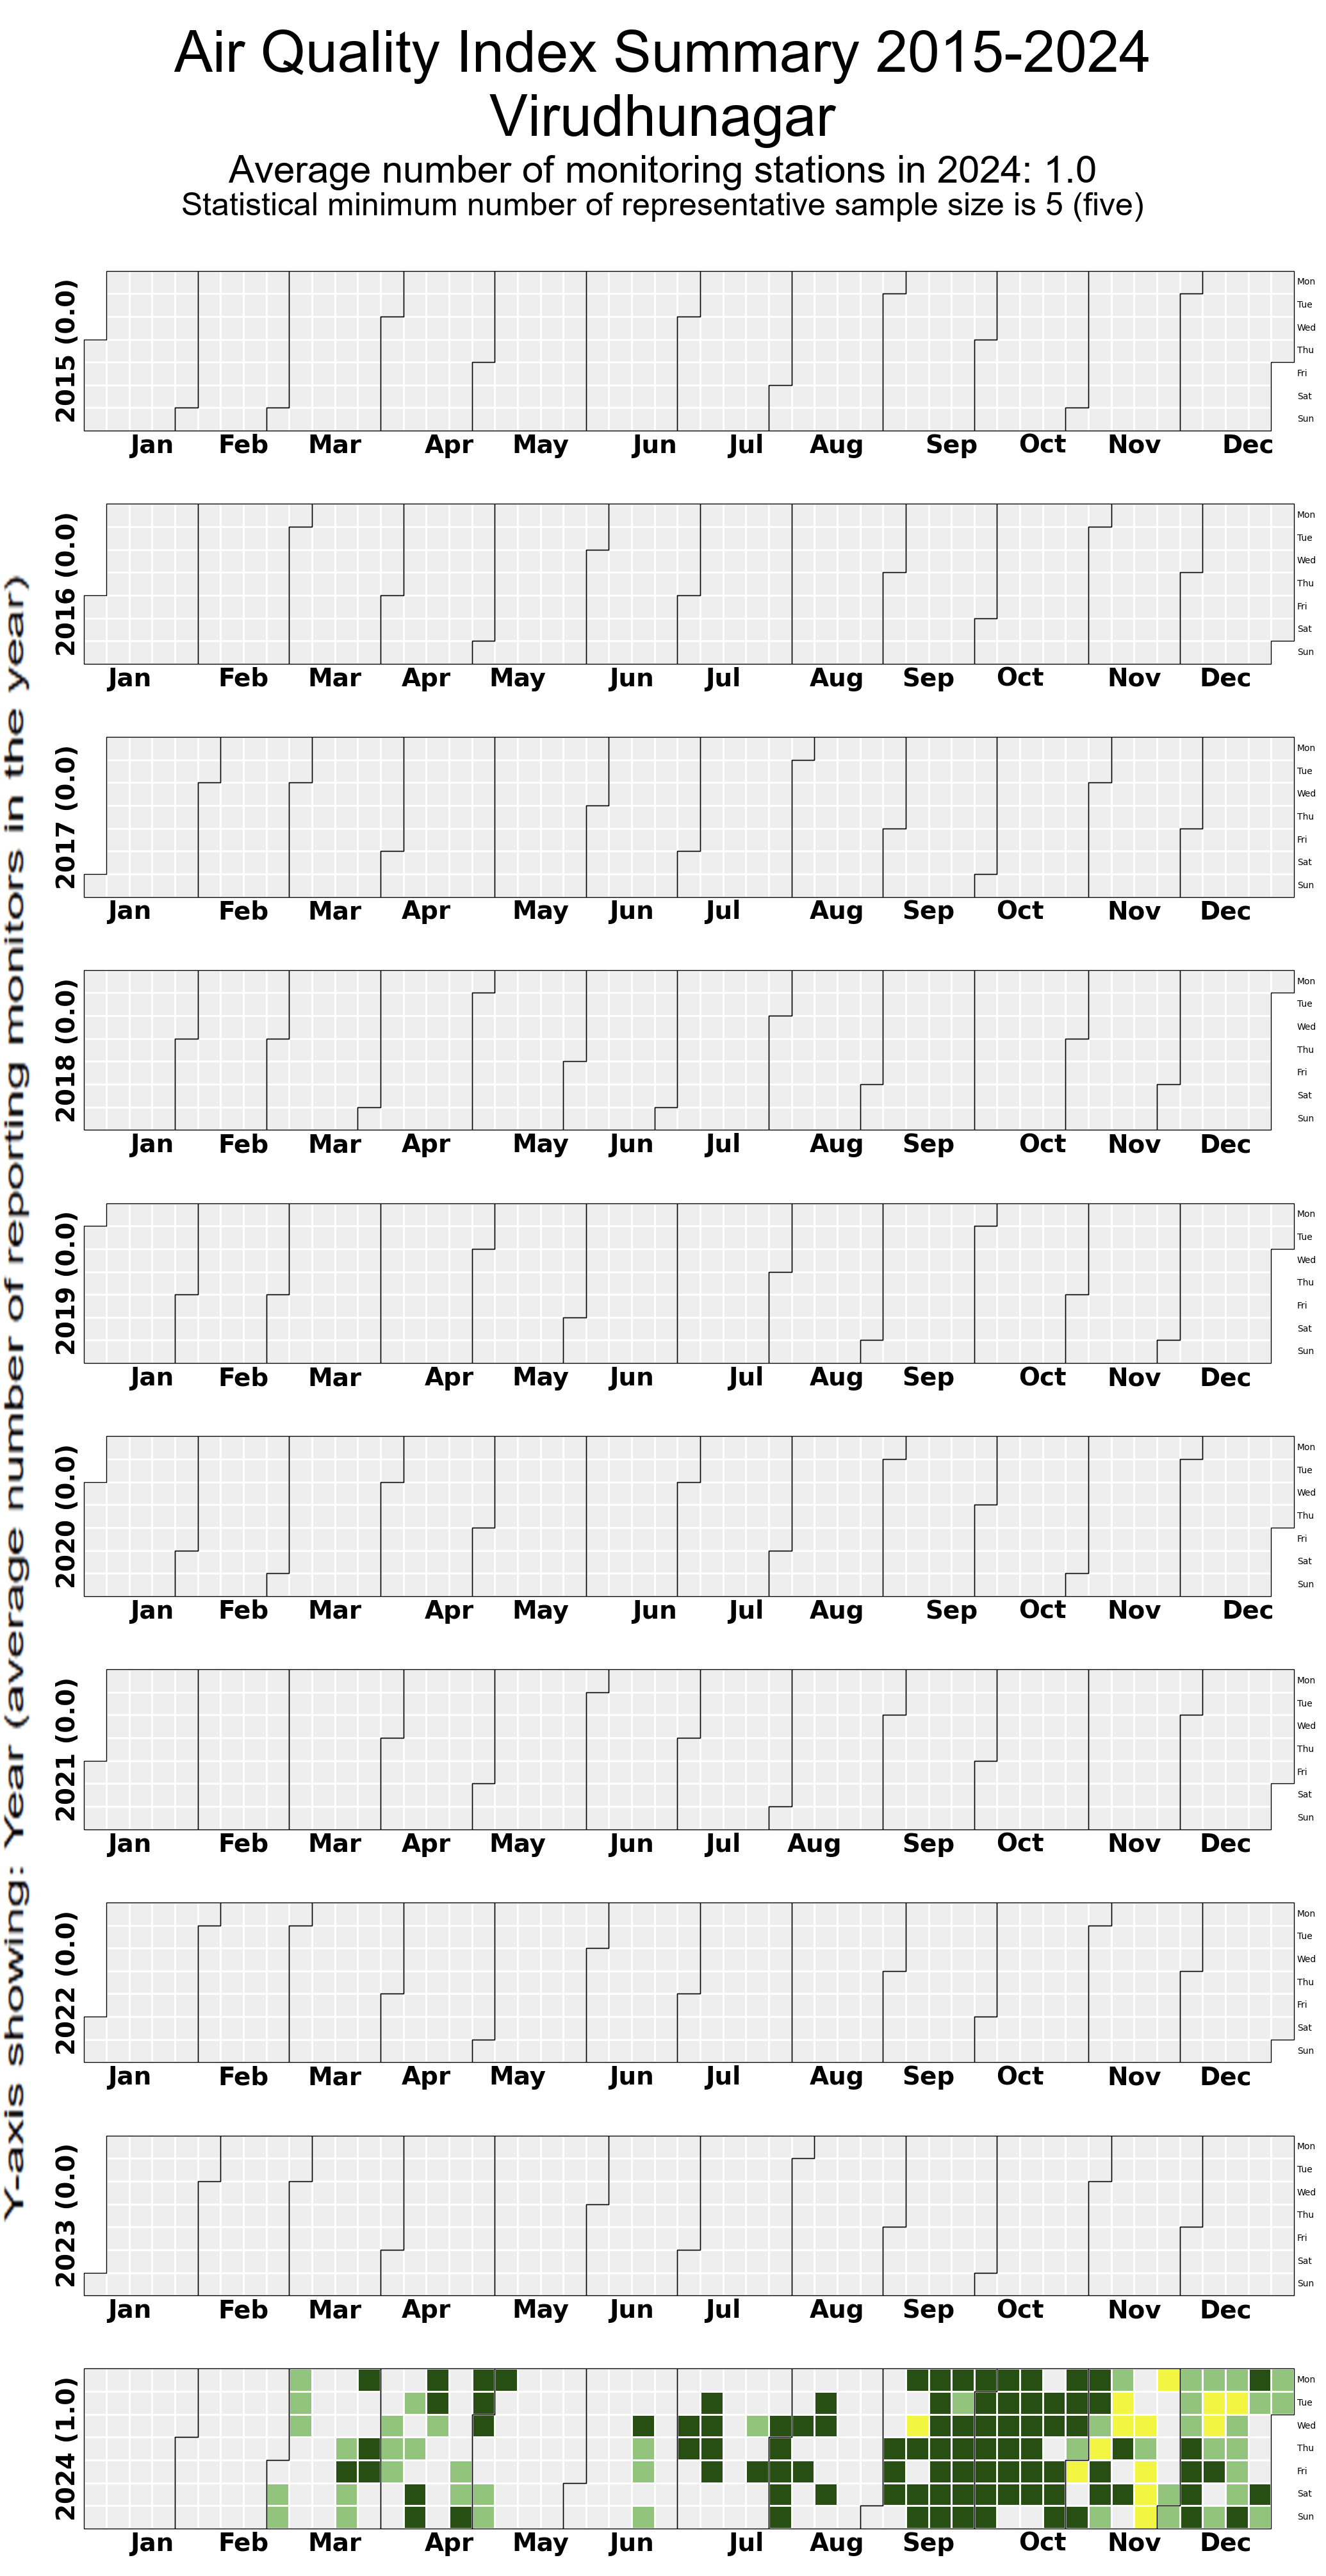 Air Quality Index Summary 2015-2024
Virudhunagar
Average number of monitoring stations in 2024: 1.0
Statistical minimum number of representative sample size is 5 (five)
Y-axis showing: Year (average number of reporting monitors in the year)
2015 (0.0)
Mon
Tue
Wed
Thu
Fri
Sat
Sun
Jan Feb Mar Apr May Jun Jul Aug Sep Oct Nov Dec
2016 (0.0)
Mon
Tue
Wed
Thu
Fri
Sat
Sun
Jan Feb Mar Apr May Jun Jul Aug Sep Oct Nov Dec
2017 (0.0)
Mon
Tue
Wed
Thu
Fri
Sat
Sun
Jan Feb Mar Apr May Jun Jul Aug Sep Oct Nov Dec
2018 (0.0)
Mon
Tue
Wed
Thu
Fri
Sat
Sun
Jan Feb Mar Apr May Jun Jul Aug Sep Oct Nov Dec
2019 (0.0)
Mon
Tue
Wed
Thu
Fri
Sat
Sun
Jan Feb Mar Apr May Jun Jul Aug Sep Oct Nov Dec
2020 (0.0)
Mon
Tue
Wed
Thu
Fri
Sat
Sun
Jan Feb Mar Apr May Jun Jul Aug Sep Oct Nov Dec
2021 (0.0)
Mon
Tue
Wed
Thu
Fri
Sat
Sun
Jan Feb Mar Apr May Jun Jul Aug Sep Oct Nov Dec
2022 (0.0)
Mon
Tue
Wed
Thu
Fri
Sat
Sun
Jan Feb Mar Apr May Jun Jul Aug Sep Oct Nov Dec
2023 (0.0)
Mon
Tue
Wed
Thu
Fri
Sat
Sun
Jan Feb Mar Apr May Jun Jul Aug Sep Oct Nov Dec
2024 (1.0)
Mon
Tue
Wed
Thu
Fri
Sat
Sun
Jan Feb Mar Apr May Jun Jul Aug Sep Oct Nov Dec